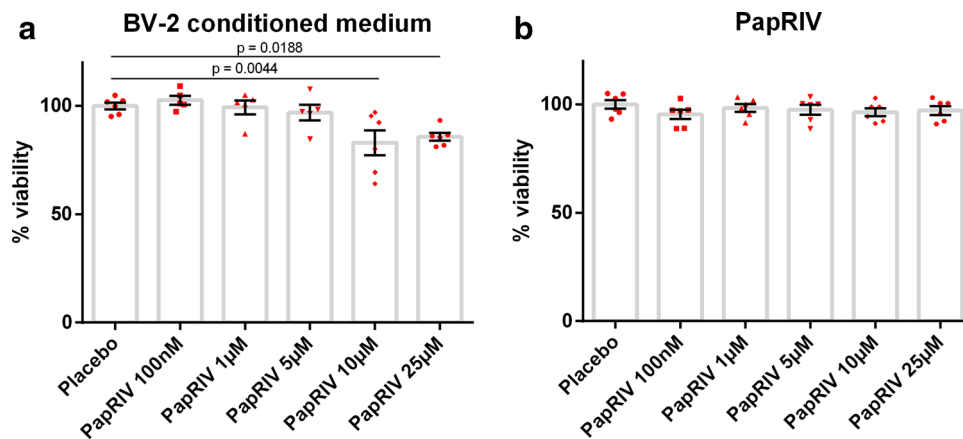 a
BV-2 conditioned medium
p = 0.0188
p = 0.0044
% viability
100
50
0
Placebo
PapRIV 100nM
PapRIV 1µM
PapRIV 5µM
PapRIV 10µM
PapRIV 25µM
b
PapRIV
% viability
100
50
0
Placebo
PapRIV 100nM
PapRIV 1µM
PapRIV 5µM
PapRIV 10µM
PapRIV 25µM